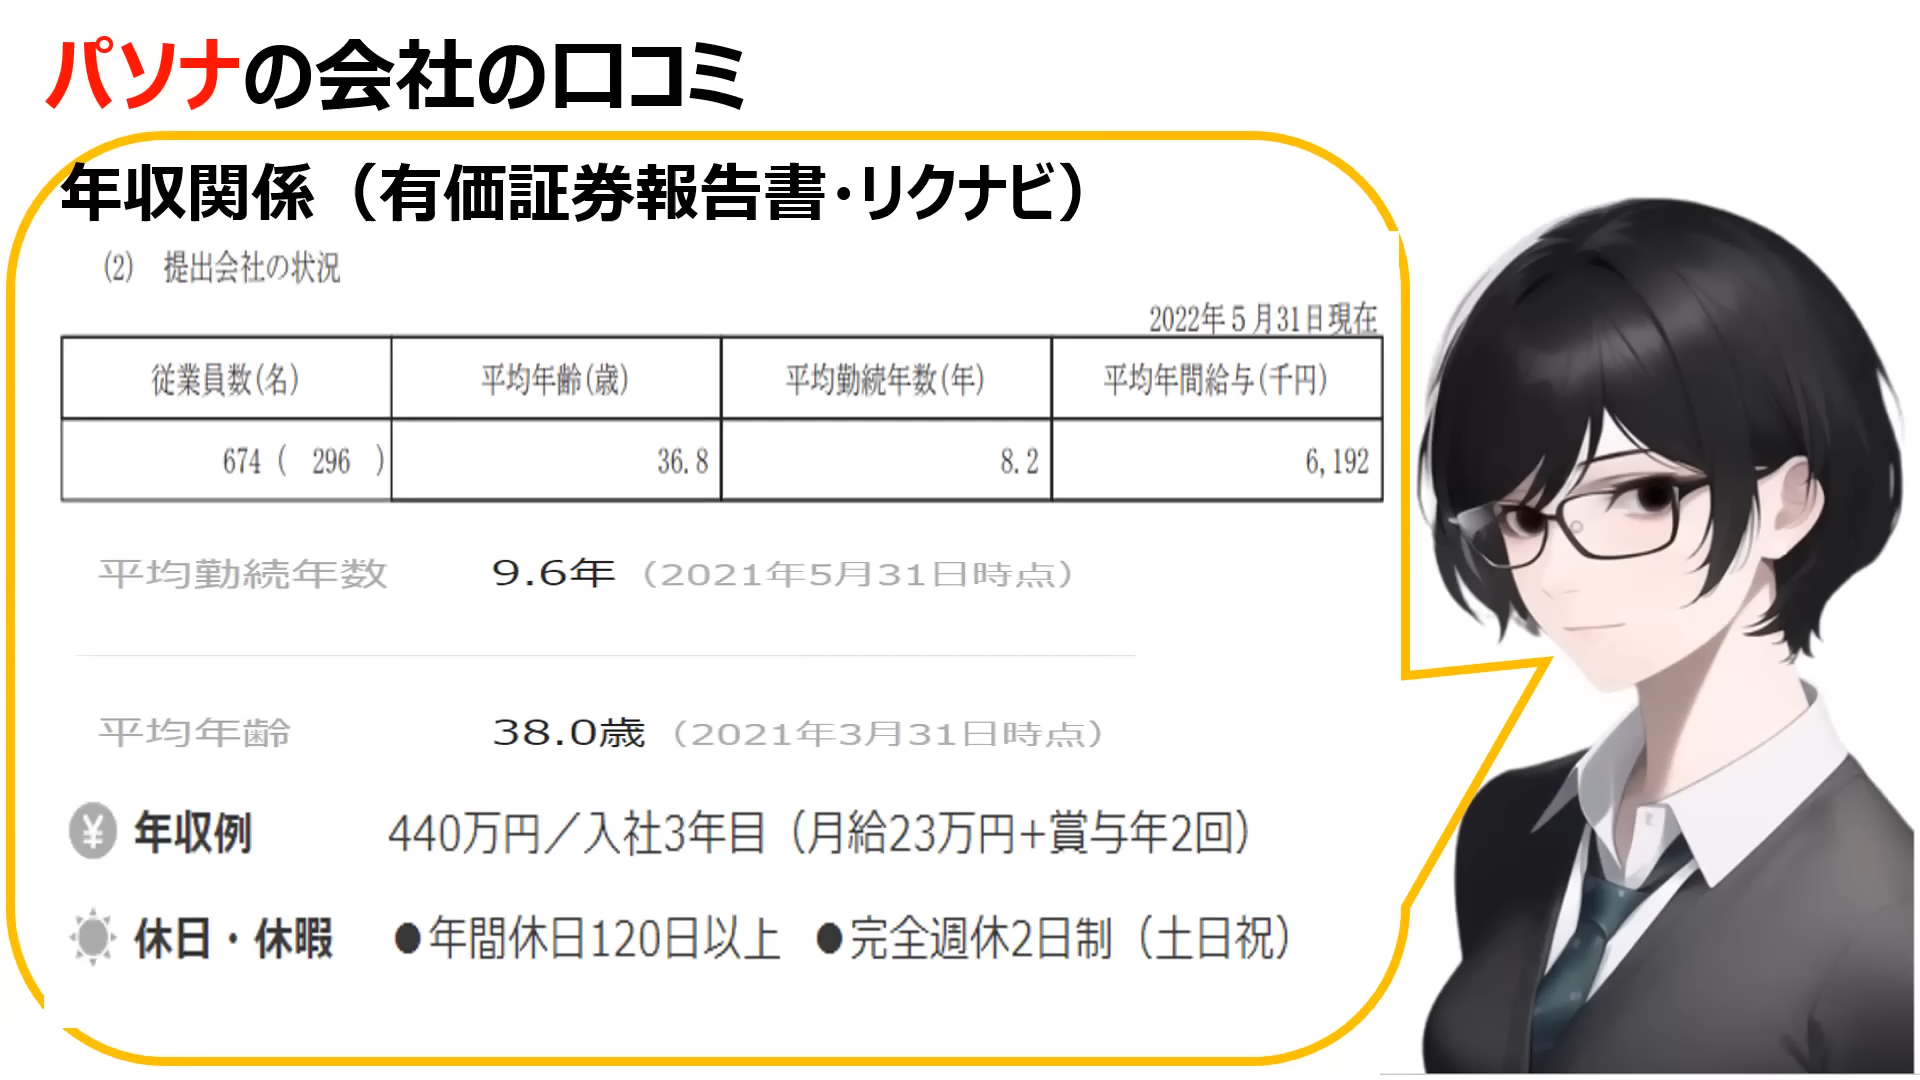 パソナの会社の口コミ
年収関係（有価証券報告書･リクナビ）
(2)　提出会社の状況
2022年５月31日現在
従業員数(名)　平均年齢(歳)　平均勤続年数(年)　平均年間給与(千円)
674 (　296　)　36.8　8.2　6,192
平均勤続年数　9.6年（2021年5月31日時点）
平均年齢　38.0歳（2021年3月31日時点）
¥ 年収例　440万円／入社3年目（月給23万円+賞与年2回）
休日・休暇　●年間休日120日以上　●完全週休2日制（土日祝）